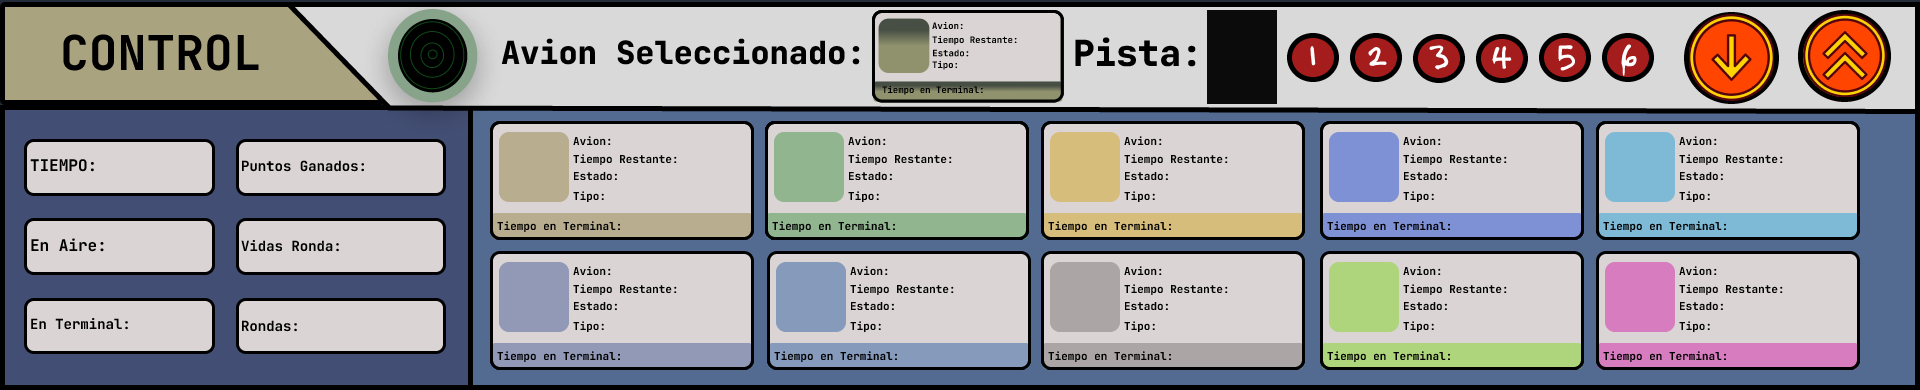 CONTROL
Avion Seleccionado:
Avion:
Tiempo Restante:
Estado:
Tipo:
Tiempo en Terminal:
Pista:
1 2 3 4 5 6
TIEMPO:
Puntos Ganados:
En Aire:
Vidas Ronda:
En Terminal:
Rondas:
Avion:
Tiempo Restante:
Estado:
Tipo:
Tiempo en Terminal:
Avion:
Tiempo Restante:
Estado:
Tipo:
Tiempo en Terminal:
Avion:
Tiempo Restante:
Estado:
Tipo:
Tiempo en Terminal:
Avion:
Tiempo Restante:
Estado:
Tipo:
Tiempo en Terminal:
Avion:
Tiempo Restante:
Estado:
Tipo:
Tiempo en Terminal:
Avion:
Tiempo Restante:
Estado:
Tipo:
Tiempo en Terminal:
Avion:
Tiempo Restante:
Estado:
Tipo:
Tiempo en Terminal:
Avion:
Tiempo Restante:
Estado:
Tipo:
Tiempo en Terminal:
Avion:
Tiempo Restante:
Estado:
Tipo:
Tiempo en Terminal:
Avion:
Tiempo Restante:
Estado:
Tipo:
Tiempo en Terminal: